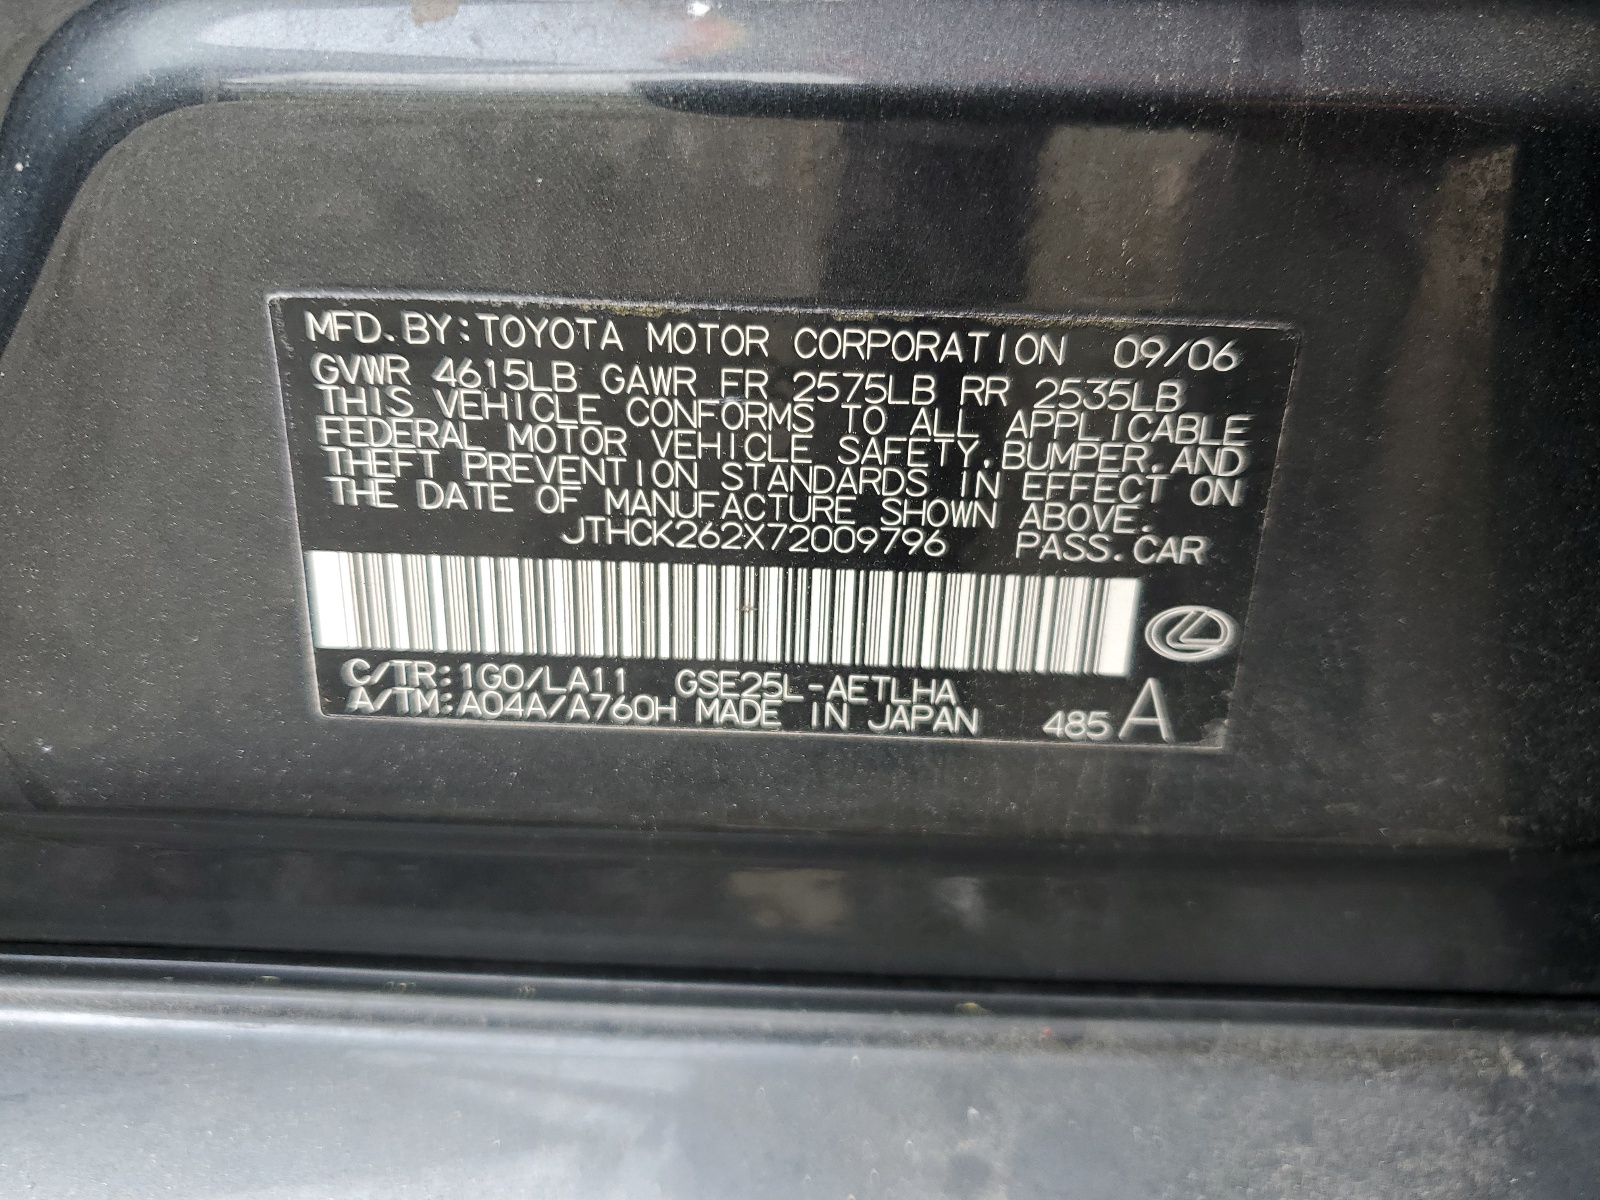 MFD. BY: TOYOTA MOTOR CORPORATION 09/06
GVWR 4615LB GAWR FR 2575LB RR 2535LB
THIS VEHICLE CONFORMS TO ALL APPLICABLE
FEDERAL MOTOR VEHICLE SAFETY, BUMPER, AND
THEFT PREVENTION STANDARDS IN EFFECT ON
THE DATE OF MANUFACTURE SHOWN ABOVE.
JTHCK262X72009796 PASS. CAR
C/TR: 1G0/LA11 GSE25L-AETLHA
A/TM: A04A/A760H MADE IN JAPAN 485 A